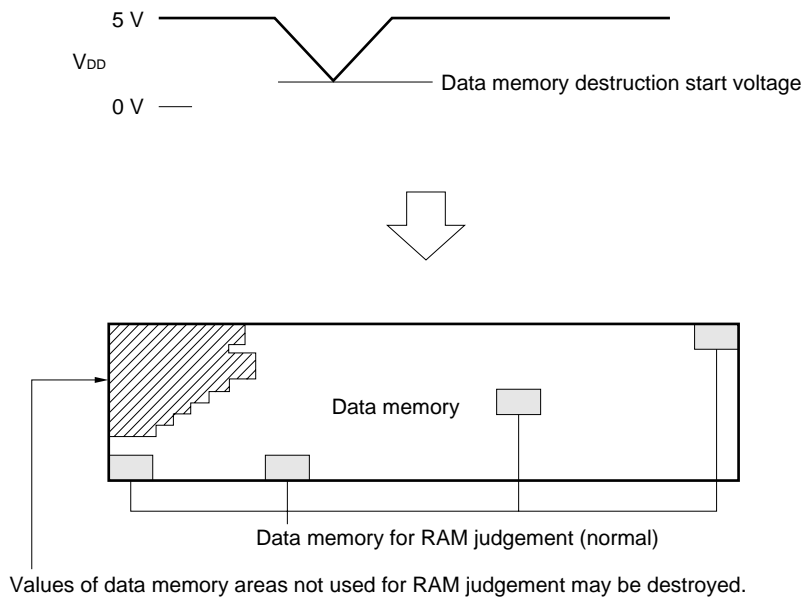 5 V
VDD
Data memory destruction start voltage
0 V
Data memory
Data memory for RAM judgement (normal)
Values of data memory areas not used for RAM judgement may be destroyed.